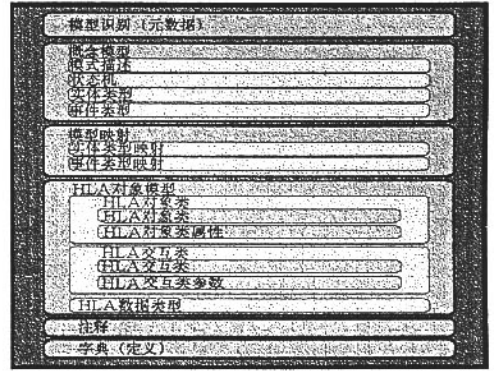 模型识别（元数据）
概念模型
模式描述
状态机
实体类型
事件类型
模型映射
实体类型映射
事件类型映射
HLA对象模型
HLA对象类
HLA对象类
HLA对象类属性
HLA交互类
HLA交互类
HLA交互类参数
HLA数据类型
注释
字典（定义）